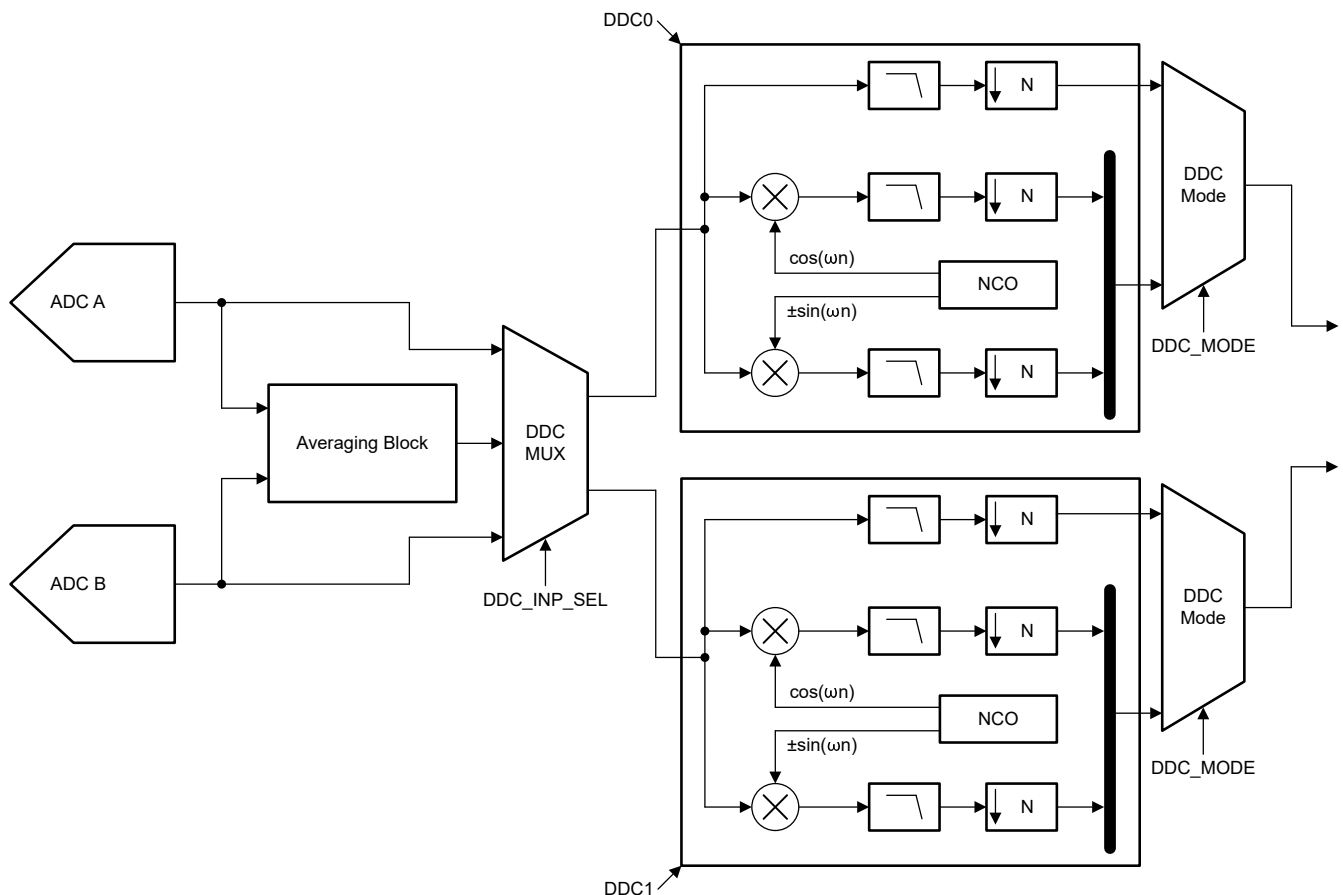 DDC0
N
DDC
Mode
N
cos(ωn)
NCO
±sin(ωn)
DDC_MODE
N
ADC A
Averaging Block
DDC
MUX
ADC B
DDC_INP_SEL
N
DDC
Mode
N
cos(ωn)
NCO
±sin(ωn)
DDC_MODE
N
DDC1